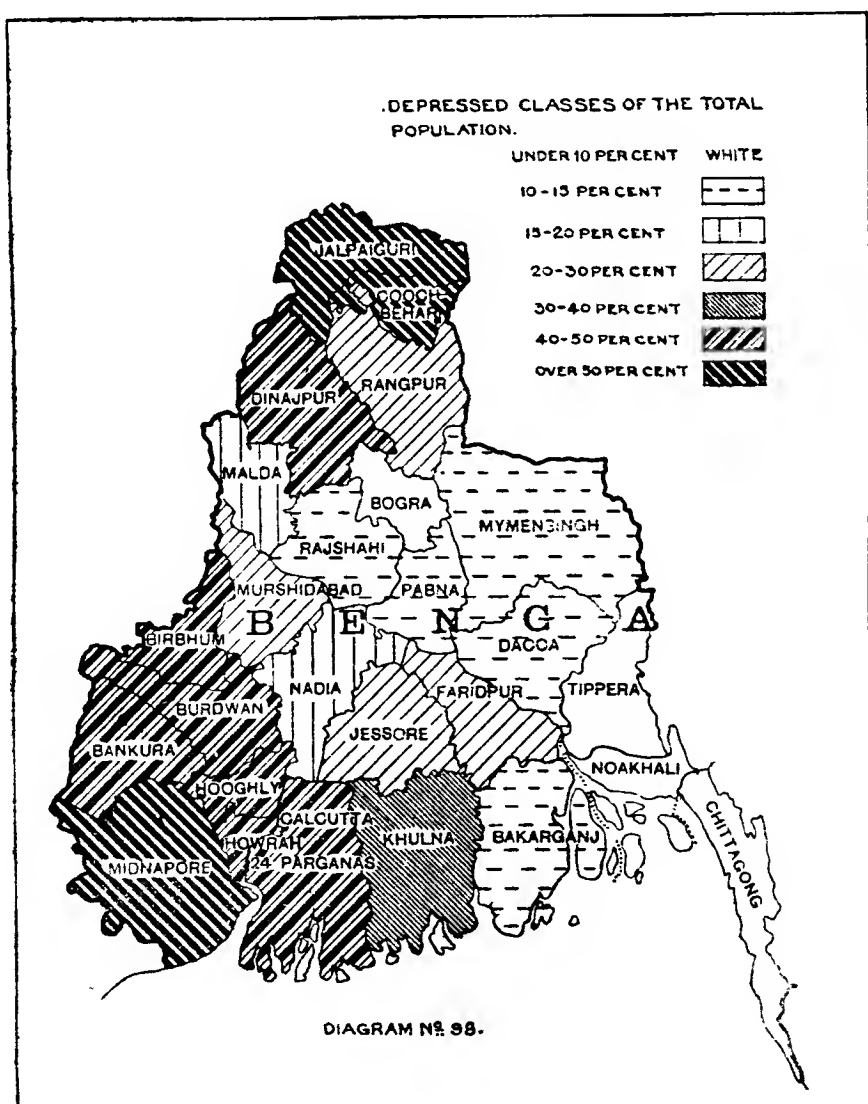 .DEPRESSED CLASSES OF THE TOTAL
POPULATION.
UNDER 10 PER CENT WHITE
10-15 PER CENT
15-20 PER CENT
20-30 PER CENT
30-40 PER CENT
40-50 PER CENT
OVER 50 PER CENT
JALPAIGURI
COOCH
BEHAR
RANGPUR
DINAJPUR
MALDA
BOGRA
MYMENSINGH
RAJSHAHI
MURSHIDABAD
PABNA
B E N G A
BIRBHUM
DACCA
NADIA
FARIDPUR
TIPPERA
BURDWAN
JESSORE
BANKURA
NOAKHALI
HOOGHLY
CHITTAGONG
CALCUTTA
HOWRAH
KHULNA
BAKARGANJ
24 PARGANAS
MIDNAPORE
DIAGRAM Nº 98.